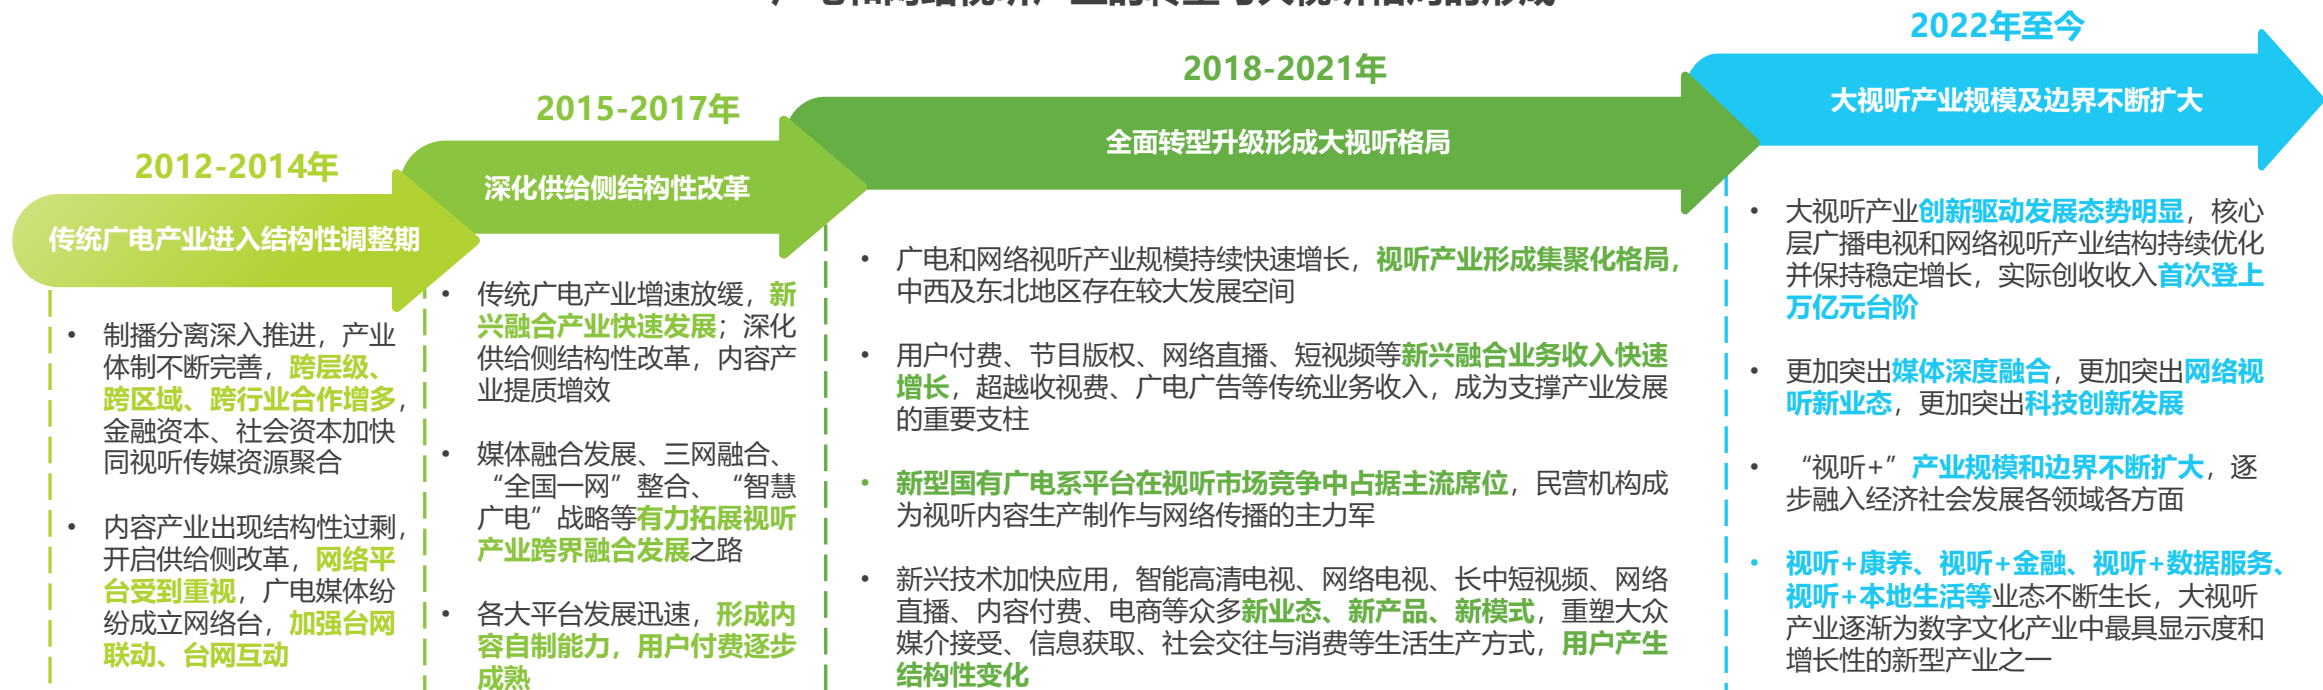 广电和网络视听产业的转型与大视听格局的形成
2012-2014年
传统广电产业进入结构性调整期
• 制播分离深入推进，产业
体制不断完善，跨层级、
跨区域、跨行业合作增多，
金融资本、社会资本加快
同视听传媒资源聚合
• 内容产业出现结构性过剩，
开启供给侧改革，网络平
台受到重视，广电媒体纷
纷成立网络台，加强台网
联动、台网互动
2015-2017年
深化供给侧结构性改革
• 传统广电产业增速放缓，新
兴融合产业快速发展；深化
供给侧结构性改革，内容产
业提质增效
• 媒体融合发展、三网融合、
“全国一网”整合、“智慧
广电”战略等有力拓展视听
产业跨界融合发展之路
• 各大平台发展迅速，形成内
容自制能力，用户付费逐步
成熟
2018-2021年
全面转型升级形成大视听格局
• 广电和网络视听产业规模持续快速增长，视听产业形成集聚化格局，
中西及东北地区存在较大发展空间
• 用户付费、节目版权、网络直播、短视频等新兴融合业务收入快速
增长，超越收视费、广电广告等传统业务收入，成为支撑产业发展
的重要支柱
• 新型国有广电系平台在视听市场竞争中占据主流席位，民营机构成
为视听内容生产制作与网络传播的主力军
• 新兴技术加快应用，智能高清电视、网络电视、长中短视频、网络
直播、内容付费、电商等众多新业态、新产品、新模式，重塑大众
媒介接受、信息获取、社会交往与消费等生活生产方式，用户产生
结构性变化
2022年至今
大视听产业规模及边界不断扩大
• 大视听产业创新驱动发展态势明显，核心
层广播电视和网络视听产业结构持续优化
并保持稳定增长，实际创收收入首次登上
万亿元台阶
• 更加突出媒体深度融合，更加突出网络视
听新业态，更加突出科技创新发展
• “视听+”产业规模和边界不断扩大，逐
步融入经济社会发展各领域各方面
• 视听+康养、视听+金融、视听+数据服务、
视听+本地生活等业态不断生长，大视听
产业逐渐为数字文化产业中最具显示度和
增长性的新型产业之一